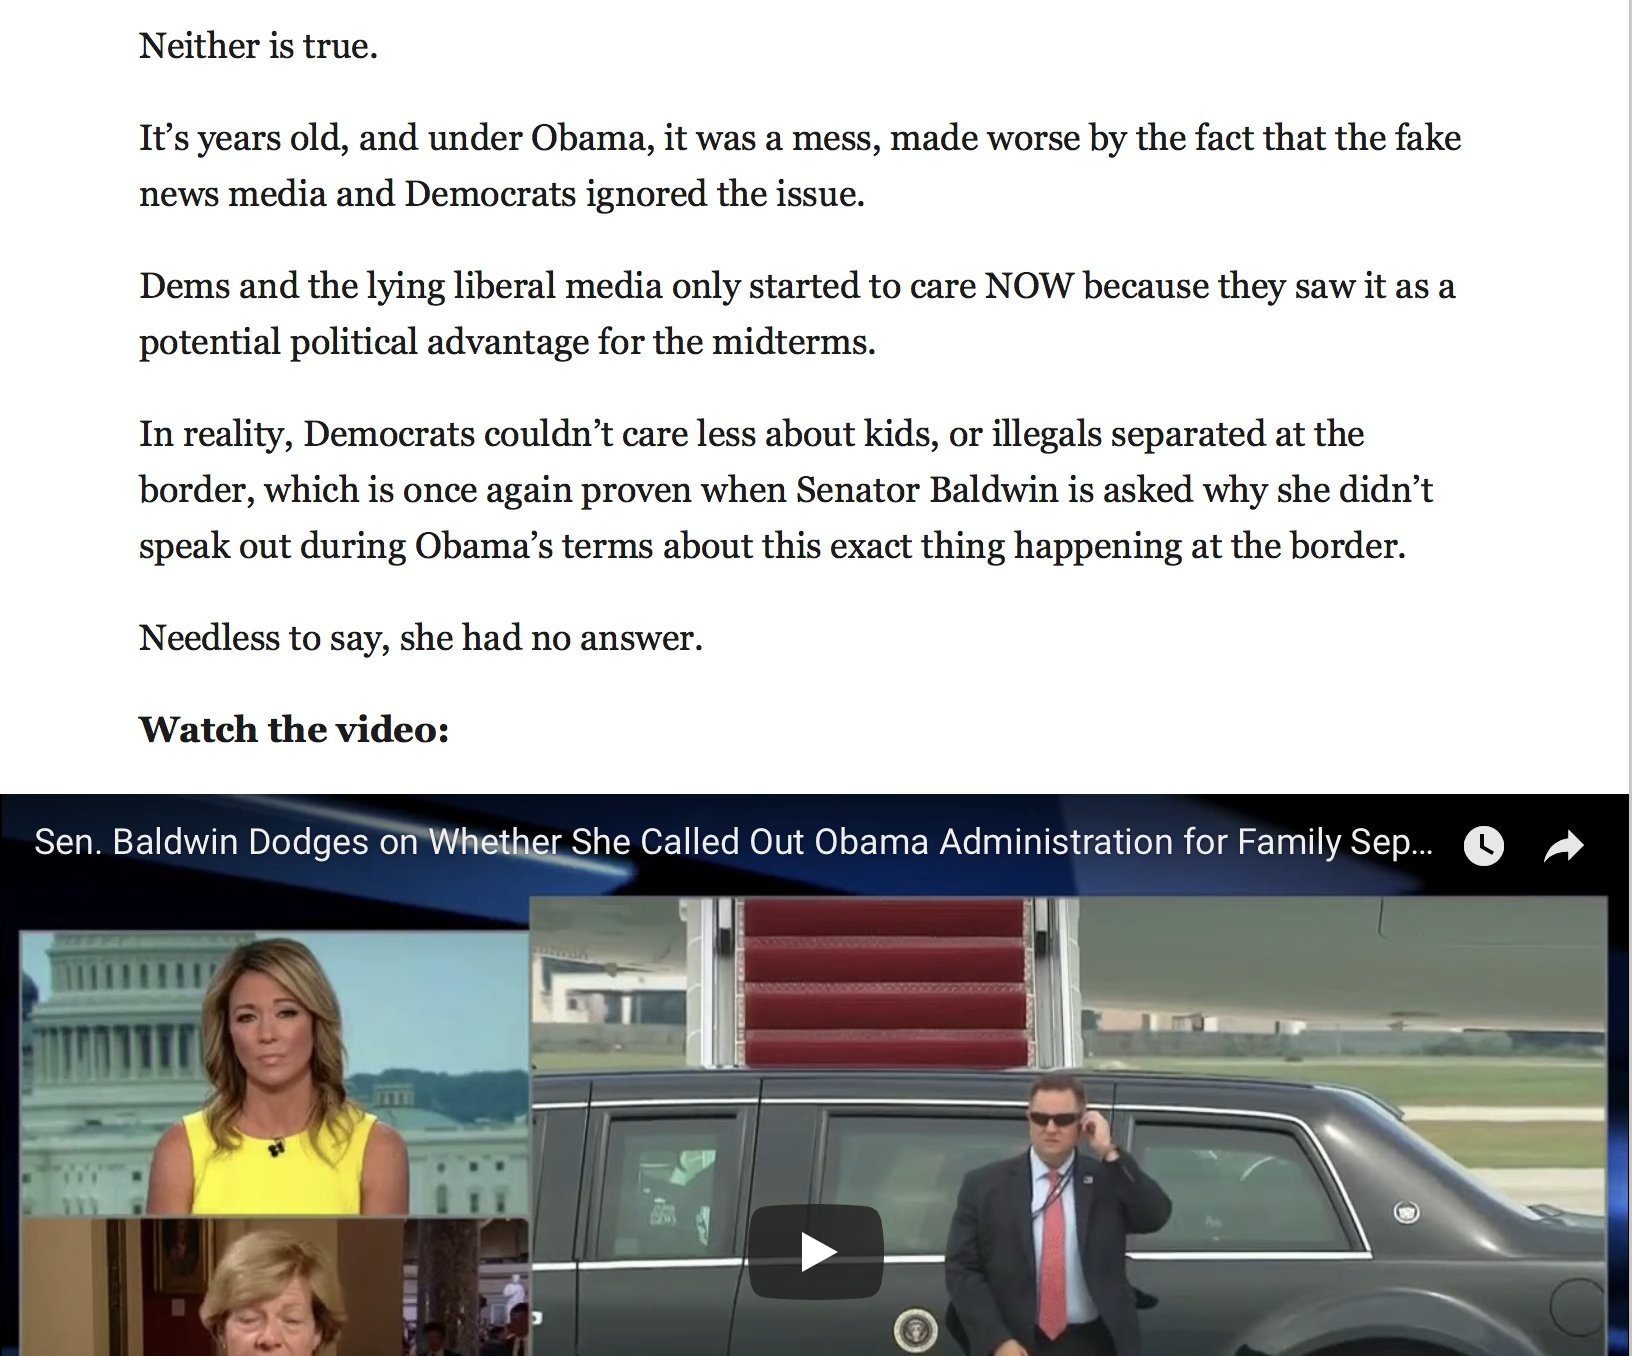 Neither is true.
It’s years old, and under Obama, it was a mess, made worse by the fact that the fake
news media and Democrats ignored the issue.
Dems and the lying liberal media only started to care NOW because they saw it as a
potential political advantage for the midterms.
In reality, Democrats couldn’t care less about kids, or illegals separated at the
border, which is once again proven when Senator Baldwin is asked why she didn’t
speak out during Obama’s terms about this exact thing happening at the border.
Needless to say, she had no answer.
Watch the video:
Sen. Baldwin Dodges on Whether She Called Out Obama Administration for Family Sep...